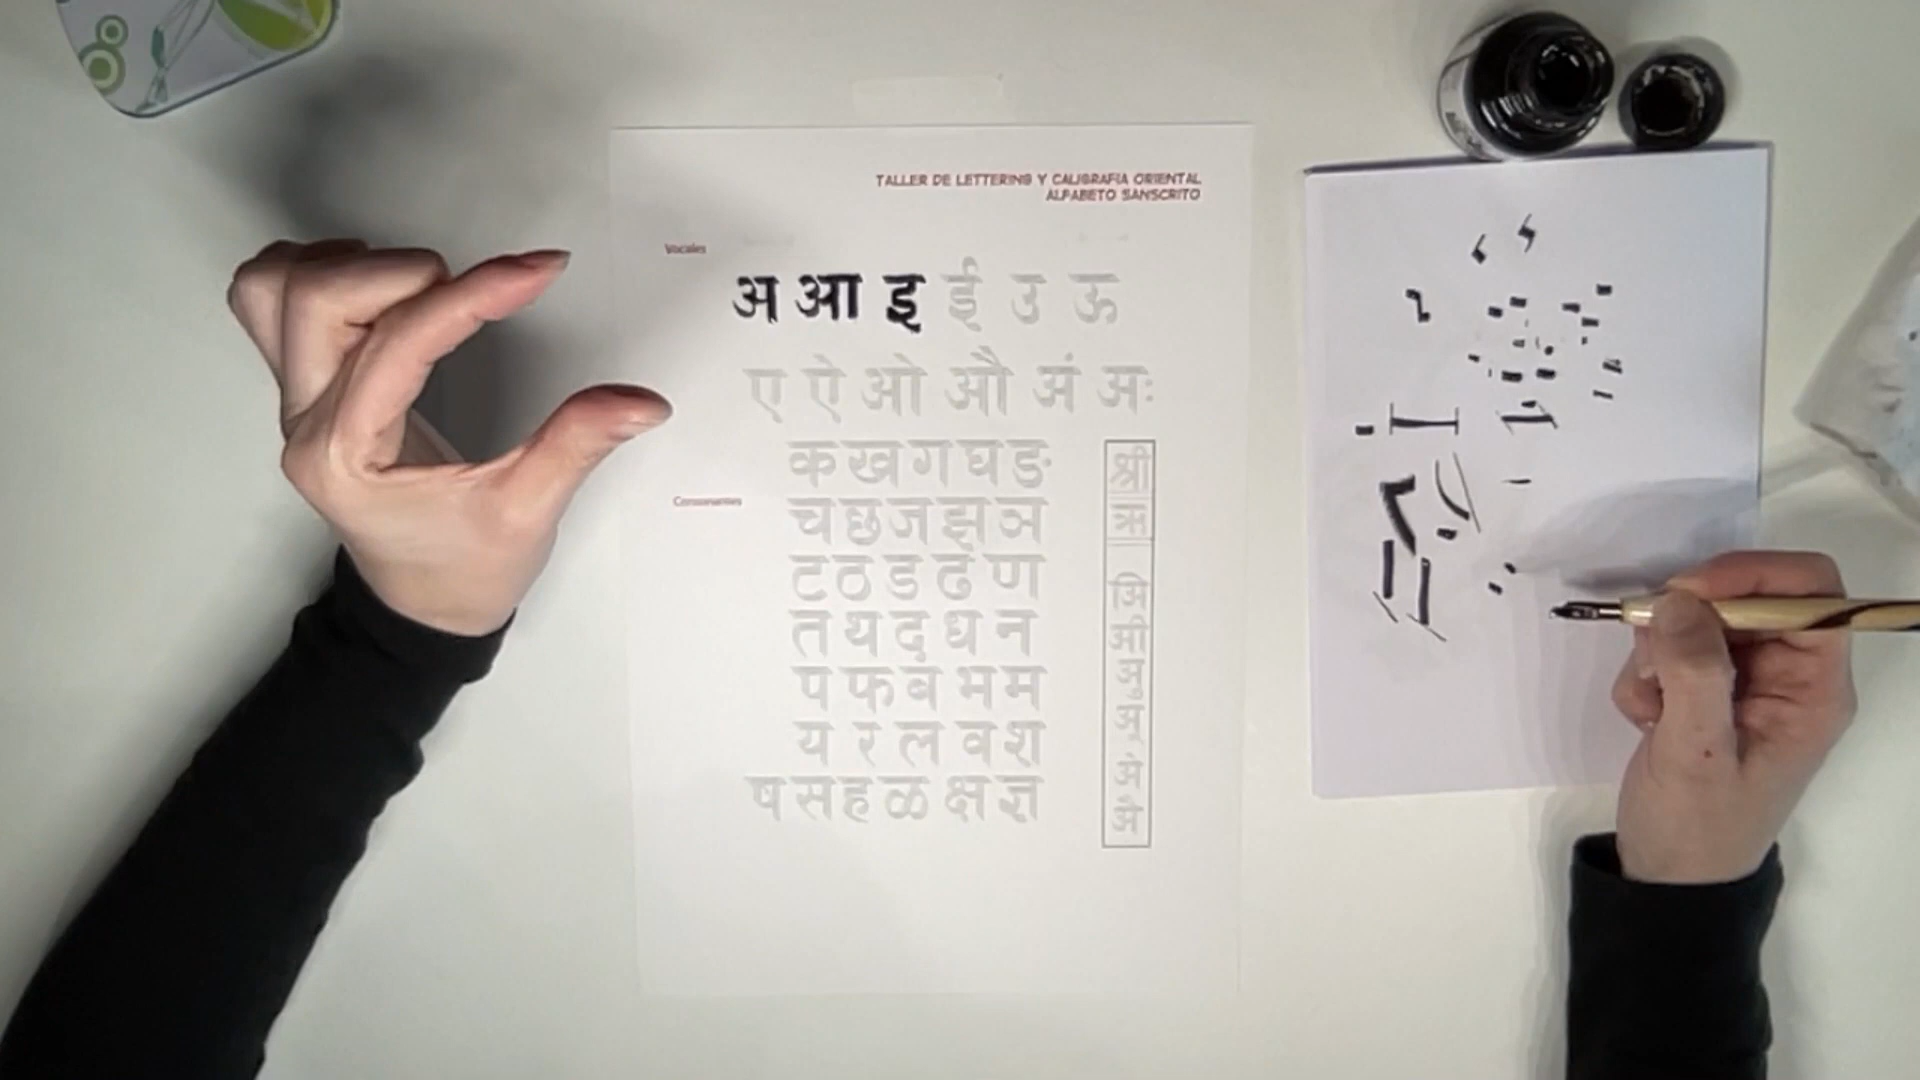 TALLER DE LETTERING Y CALIGRAFIA ORIENTAL
ALFABETO SANSCRITO
Vocales
अ आ इ ई उ ऊ
ए ऐ ओ औ अं अः
क ख ग घ ङ
Consonantes
च छ ज झ ञ
ट ठ ड ढ ण
त थ द ध न
प फ ब भ म
य र ल व श
ष स ह ळ क्ष ज्ञ
श्री
ऋ
अि
अी
अु
अू
अे
अै